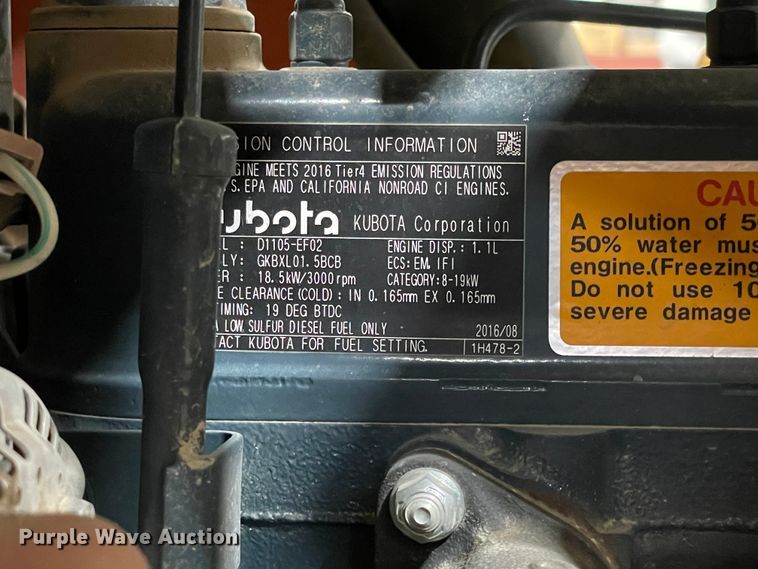 SION CONTROL INFORMATION
GINE MEETS 2016 Tier4 EMISSION REGULATIONS
S. EPA AND CALIFORNIA NONROAD CI ENGINES.
ubota KUBOTA Corporation
L : D1105-EF02 ENGINE DISP.: 1.1L
LY: GKBXL01.5BCB ECS:EM, IFI
ER : 18.5kW/3000rpm CATEGORY:8-19kW
E CLEARANCE(COLD): IN 0.165mm EX 0.165mm
TIMING: 19 DEG BTDC
A LOW SULFUR DIESEL FUEL ONLY 2016/08
TACT KUBOTA FOR FUEL SETTING. 1H478-2
CAU
A solution of 50
50% water mus
engine.(Freezing
Do not use 10
severe damage
Purple Wave Auction